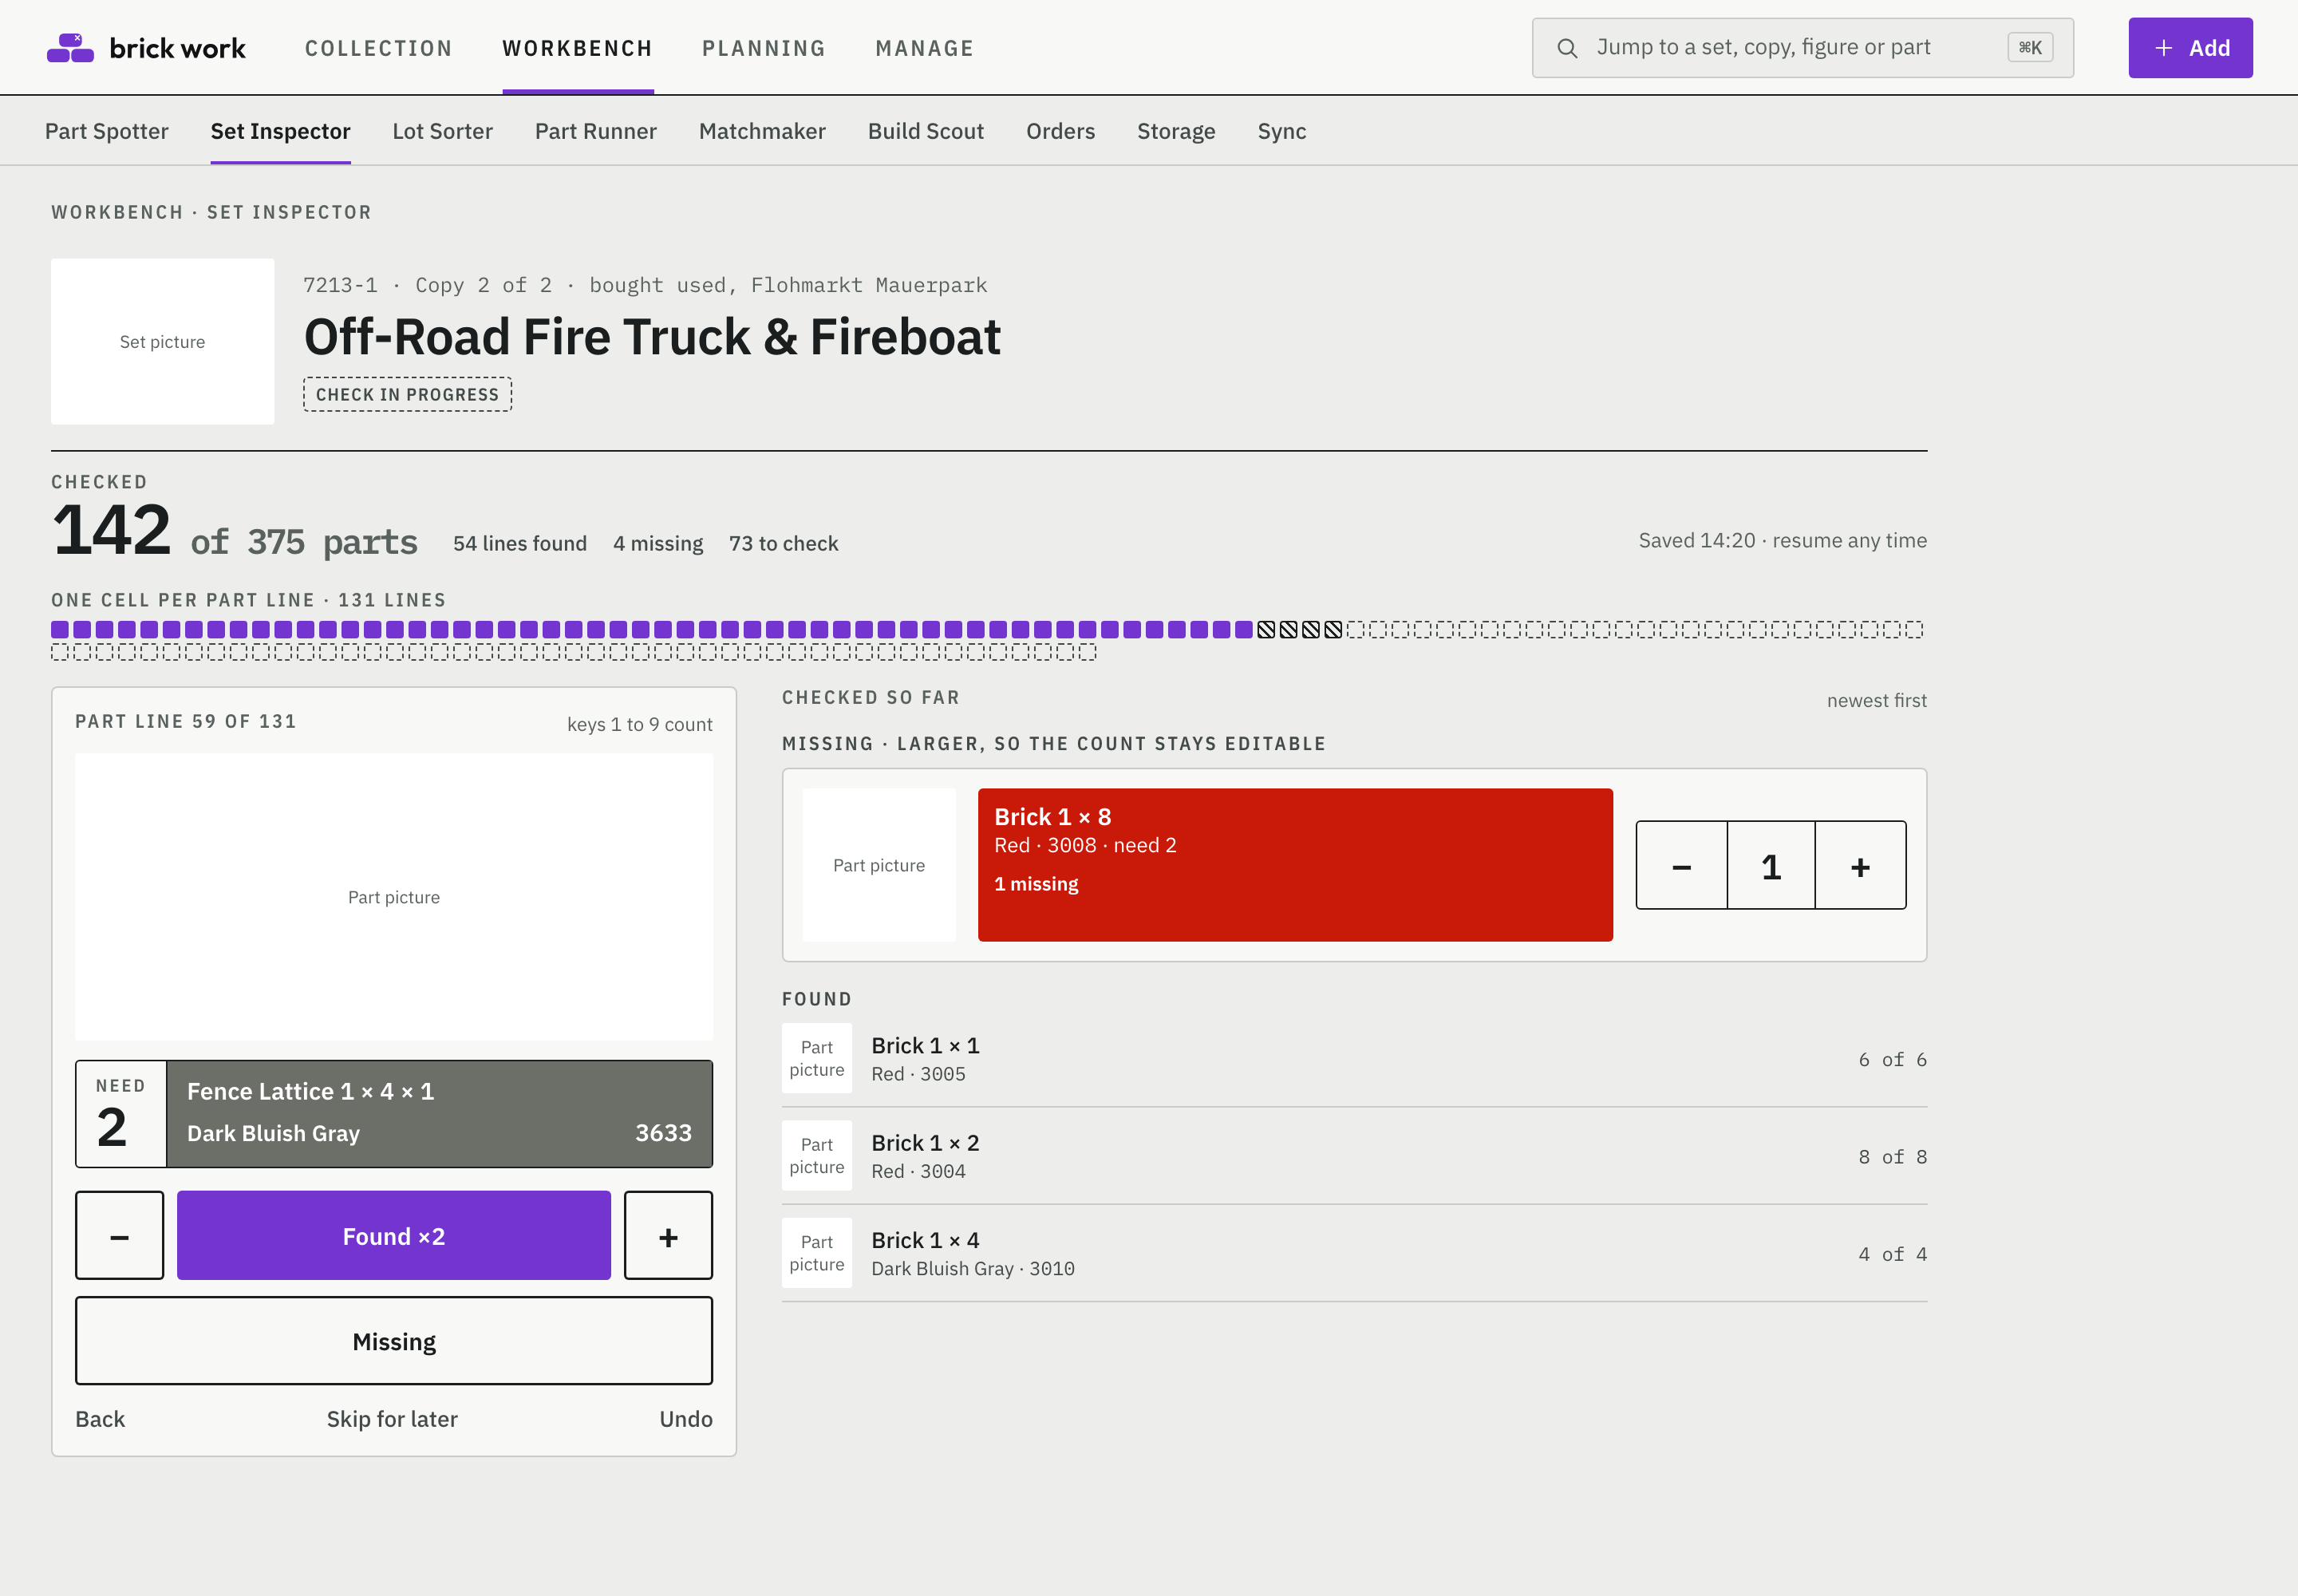 brick work
COLLECTION
WORKBENCH
PLANNING
MANAGE
Jump to a set, copy, figure or part
⌘K
+ Add
Part Spotter
Set Inspector
Lot Sorter
Part Runner
Matchmaker
Build Scout
Orders
Storage
Sync
WORKBENCH · SET INSPECTOR
Set picture
7213-1 · Copy 2 of 2 · bought used, Flohmarkt Mauerpark
Off-Road Fire Truck & Fireboat
CHECK IN PROGRESS
CHECKED
142 of 375 parts
54 lines found
4 missing
73 to check
Saved 14:20 · resume any time
ONE CELL PER PART LINE · 131 LINES
PART LINE 59 OF 131
keys 1 to 9 count
Part picture
NEED
2
Fence Lattice 1 × 4 × 1
Dark Bluish Gray
3633
−
Found ×2
+
Missing
Back
Skip for later
Undo
CHECKED SO FAR
newest first
MISSING · LARGER, SO THE COUNT STAYS EDITABLE
Part picture
Brick 1 × 8
Red · 3008 · need 2
1 missing
−
1
+
FOUND
Part
picture
Brick 1 × 1
Red · 3005
6 of 6
Part
picture
Brick 1 × 2
Red · 3004
8 of 8
Part
picture
Brick 1 × 4
Dark Bluish Gray · 3010
4 of 4